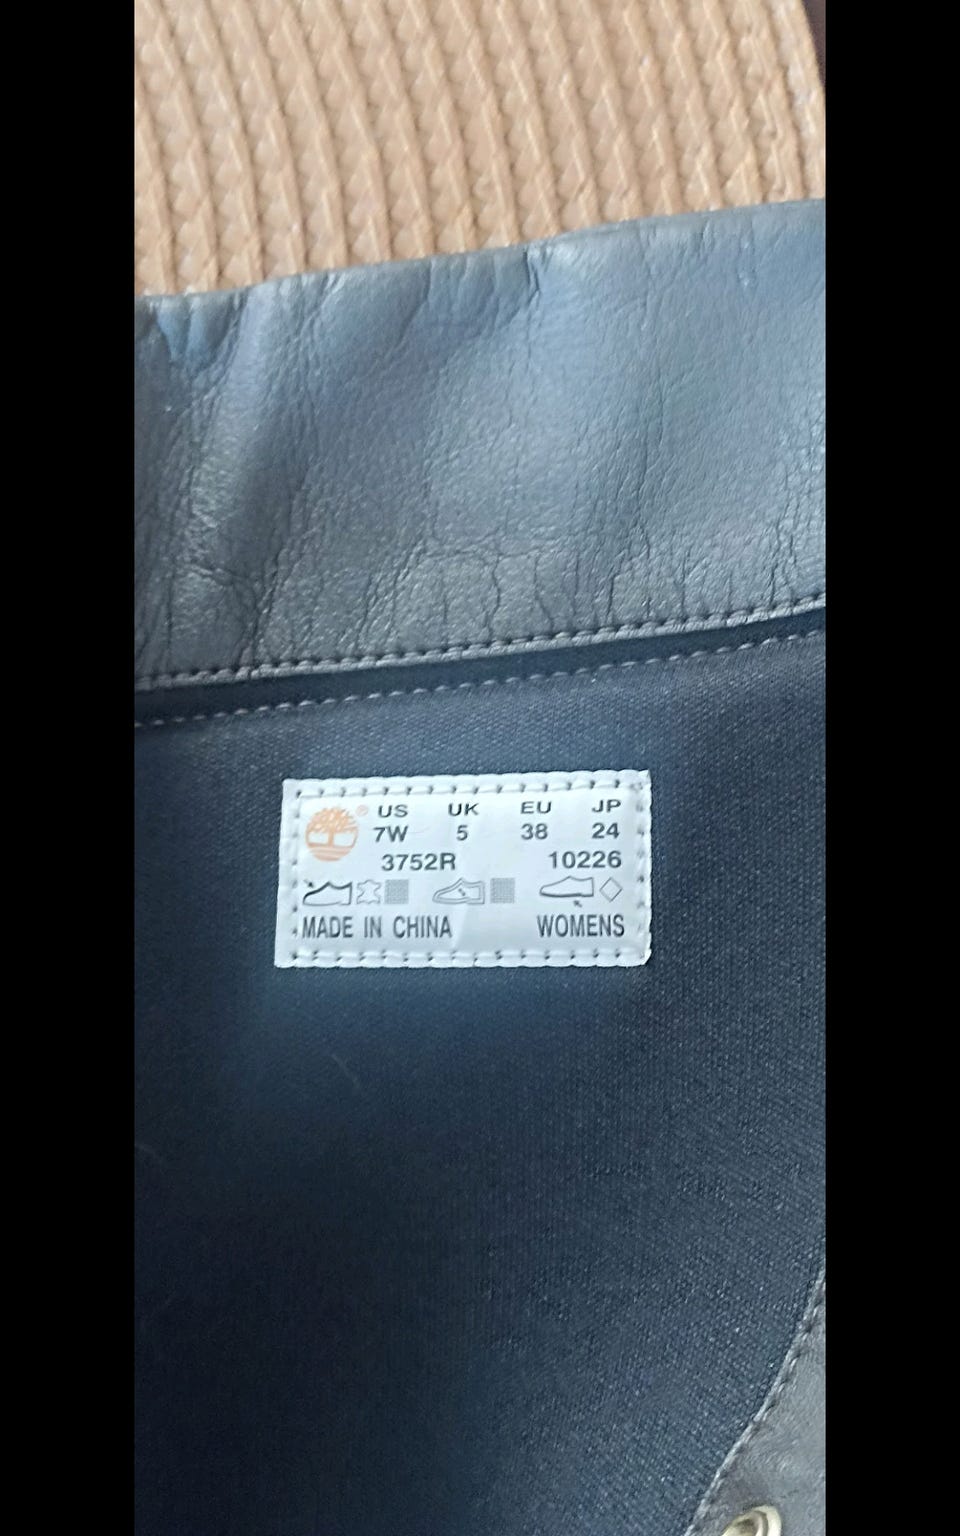 ® US UK EU JP
7W 5 38 24
3752R 10226
MADE IN CHINA WOMENS